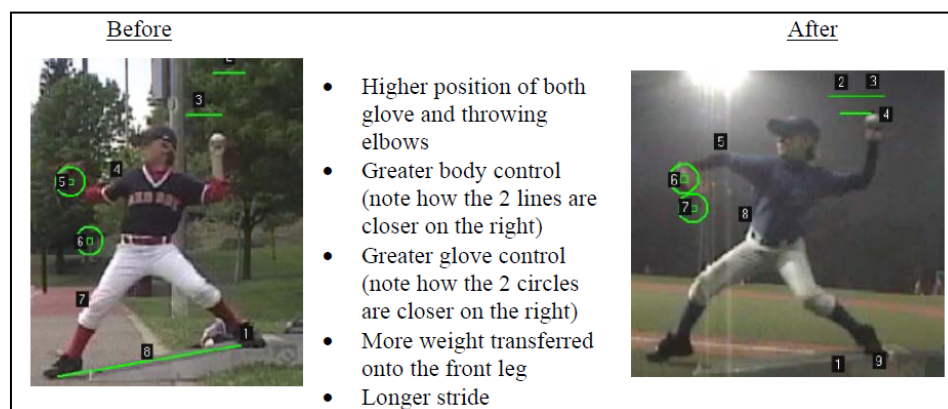 Before
After
• Higher position of both
glove and throwing
elbows
• Greater body control
(note how the 2 lines are
closer on the right)
• Greater glove control
(note how the 2 circles
are closer on the right)
• More weight transferred
onto the front leg
• Longer stride
3
4
5
6
7
8
1
2 3
4
5
6
7
8
1 9